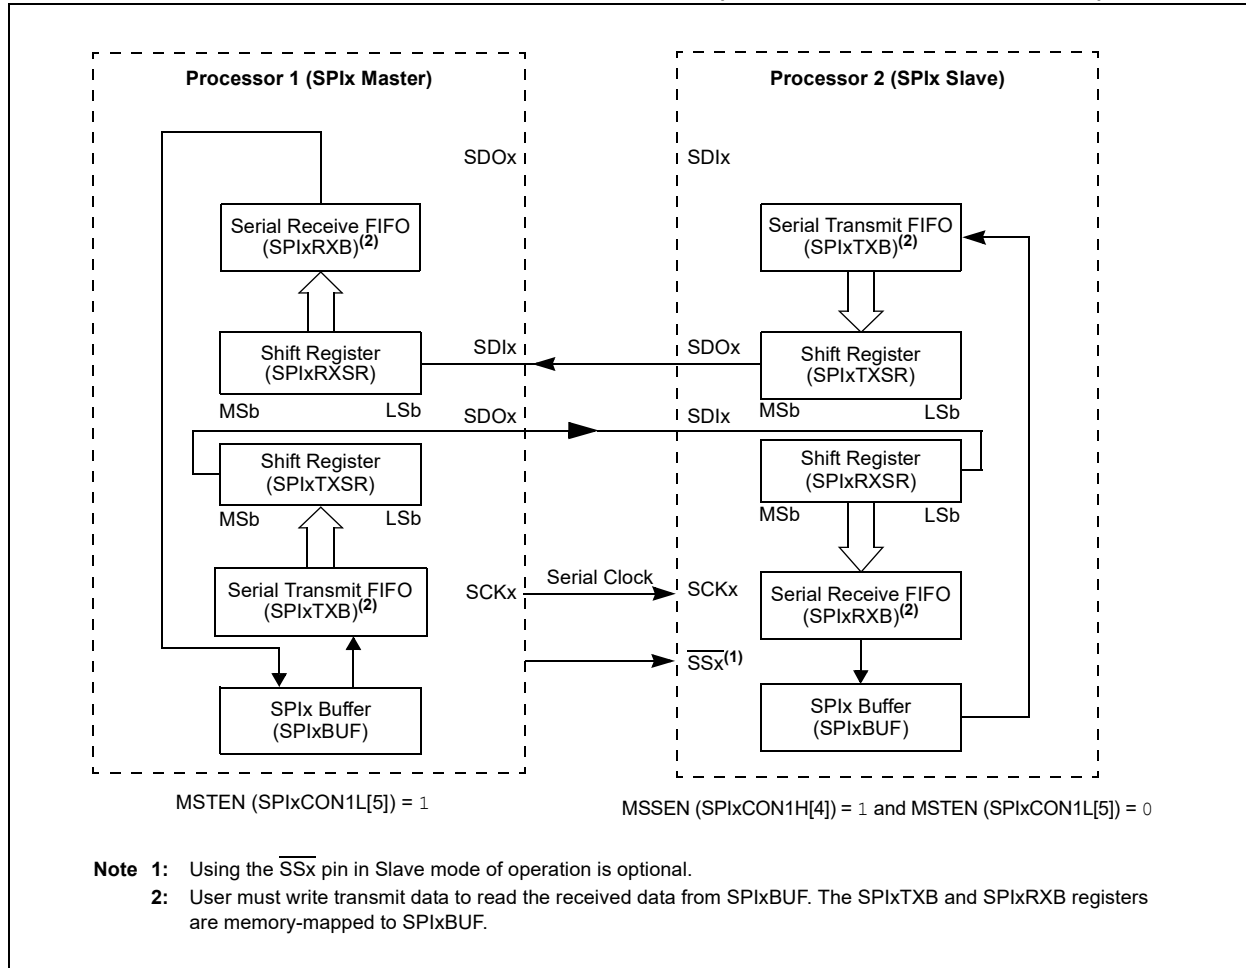 Processor 1 (SPIx Master)
SDOx
Serial Receive FIFO
(SPIxRXB)(2)
Shift Register
(SPIxRXSR)
MSb LSb
SDIx
SDOx
Shift Register
(SPIxTXSR)
MSb LSb
Serial Transmit FIFO
(SPIxTXB)(2)
SCKx
SPIx Buffer
(SPIxBUF)
MSTEN (SPIxCON1L[5]) = 1
Serial Clock
Processor 2 (SPIx Slave)
SDIx
Serial Transmit FIFO
(SPIxTXB)(2)
SDOx
Shift Register
(SPIxTXSR)
MSb LSb
SDIx
Shift Register
(SPIxRXSR)
MSb LSb
SCKx
Serial Receive FIFO
(SPIxRXB)(2)
SSx(1)
SPIx Buffer
(SPIxBUF)
MSSEN (SPIxCON1H[4]) = 1 and MSTEN (SPIxCON1L[5]) = 0
Note 1: Using the SSx pin in Slave mode of operation is optional.
2: User must write transmit data to read the received data from SPIxBUF. The SPIxTXB and SPIxRXB registers
are memory-mapped to SPIxBUF.